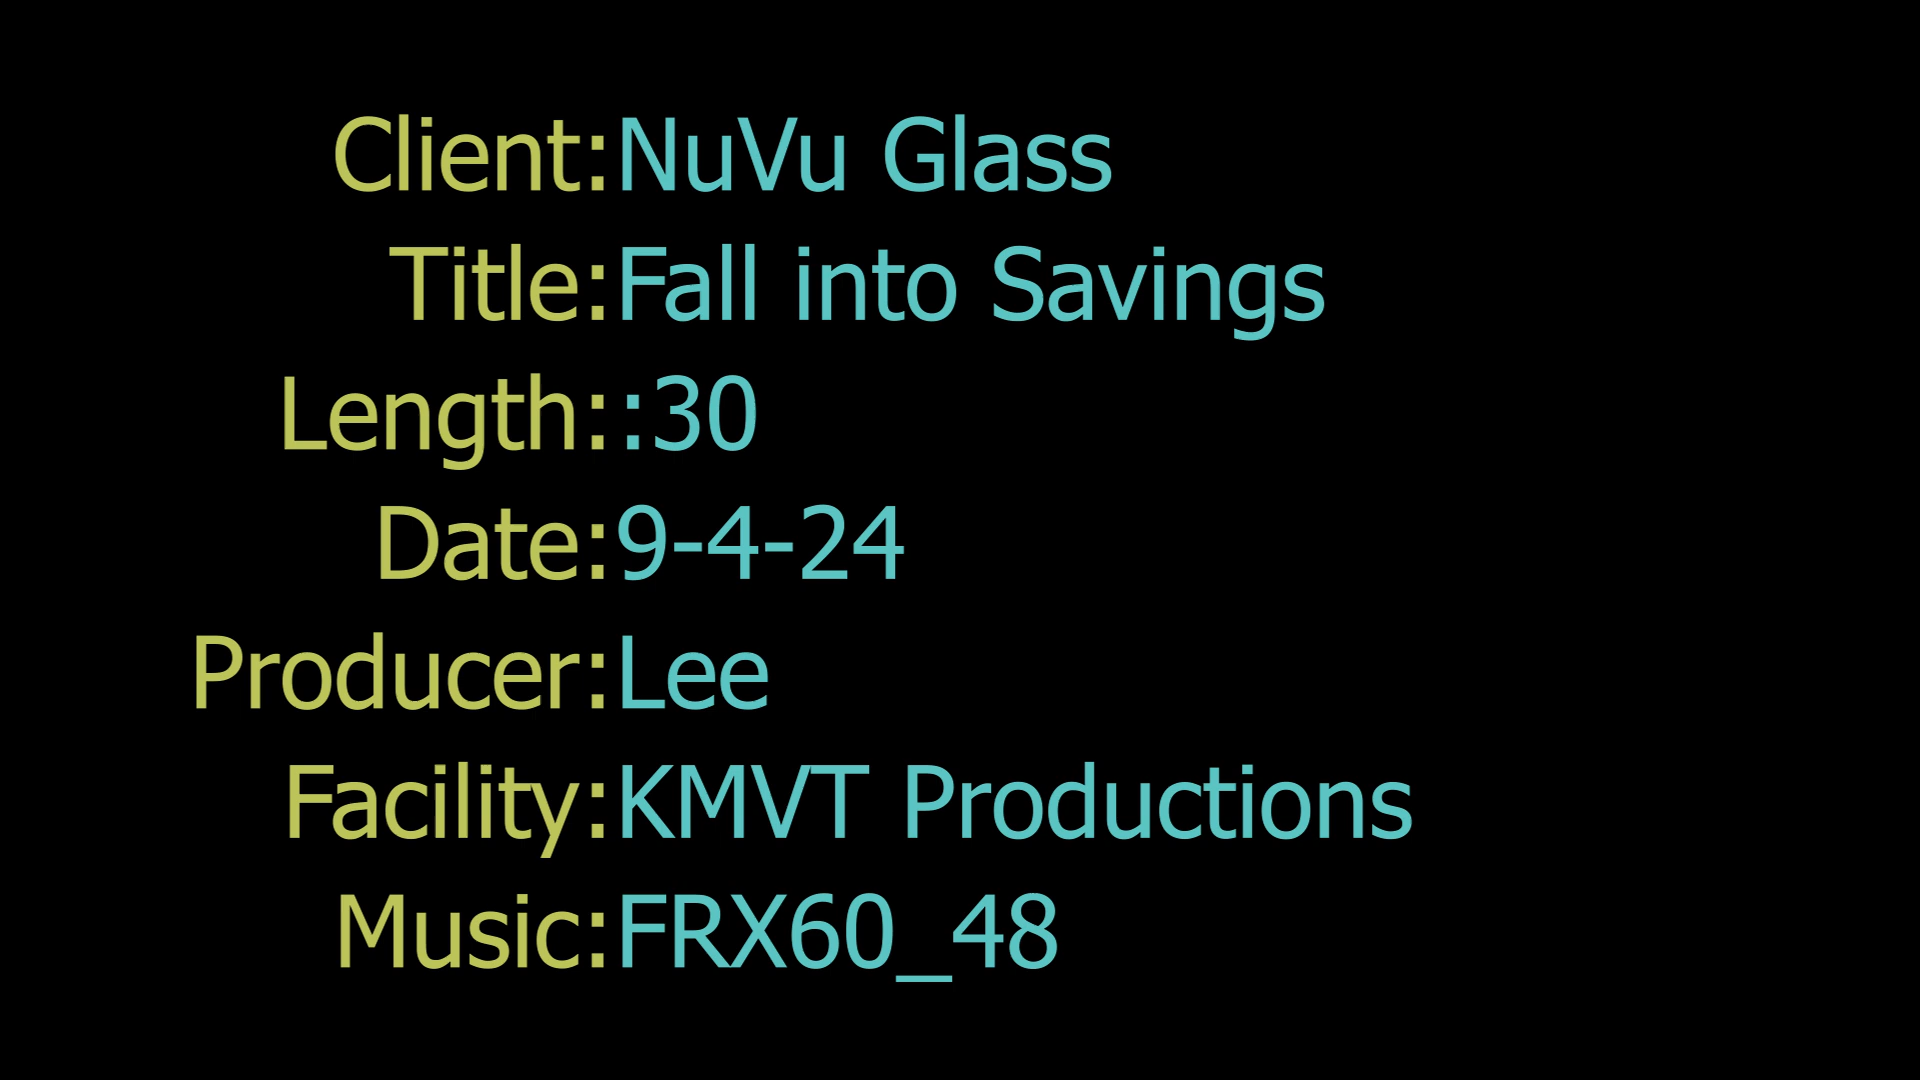 Client:NuVu Glass
Title:Fall into Savings
Length::30
Date:9-4-24
Producer:Lee
Facility:KMVT Productions
Music:FRX60_48